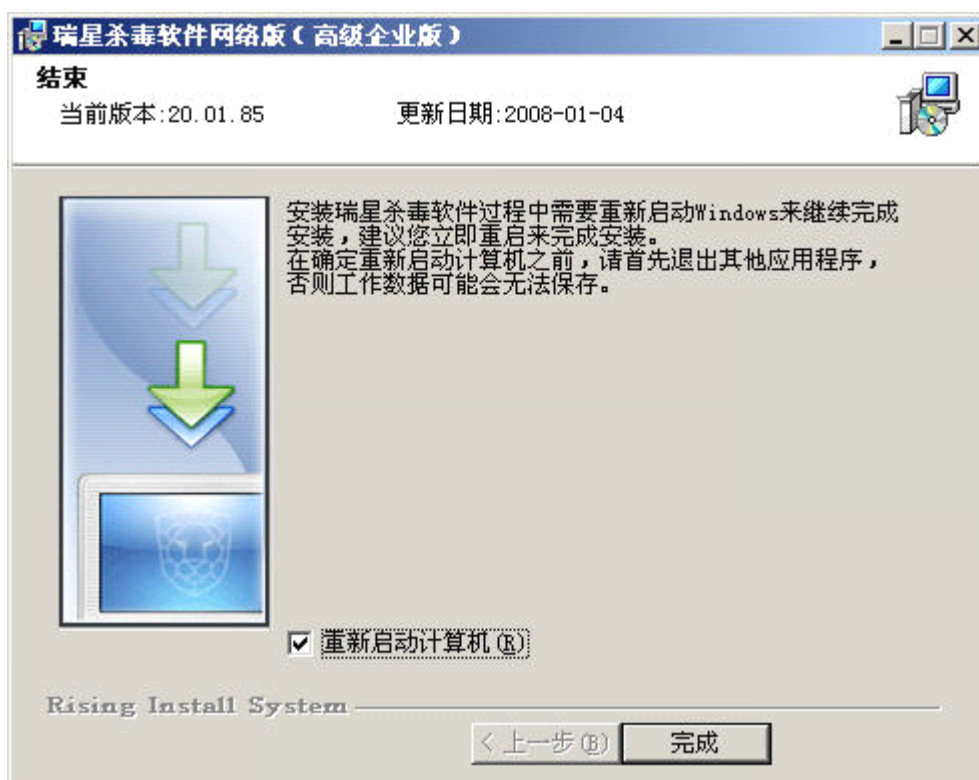 瑞星杀毒软件网络版（高级企业版）
结束
当前版本:20.01.85 更新日期:2008-01-04
安装瑞星杀毒软件过程中需要重新启动Windows来继续完成
安装，建议您立即重启来完成安装。
在确定重新启动计算机之前，请首先退出其他应用程序，
否则工作数据可能会无法保存。
重新启动计算机(R)
Rising Install System
< 上一步(B) 完成